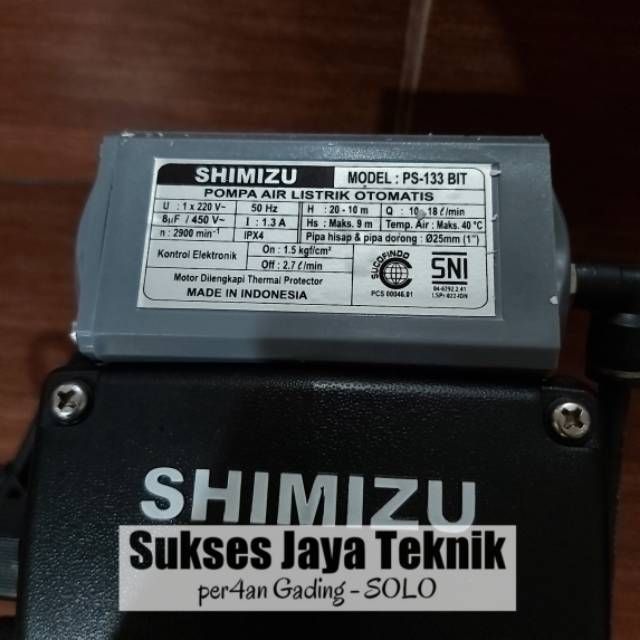 SHIMIZU MODEL : PS-133 BIT
POMPA AIR LISTRIK OTOMATIS
U : 1 x 220 V~ 50 Hz H : 20 - 10 m Q : 10 - 18 ℓ/min
8µF / 450 V~ I : 1.3 A Hs : Maks. 9 m Temp. Air : Maks. 40 °C
n : 2900 min⁻¹ IPX4 Pipa hisap & pipa dorong : Ø25mm (1")
Kontrol Elektronik On : 1.5 kgf/cm²
Off : 2.7 ℓ/min
Motor Dilengkapi Thermal Protector
MADE IN INDONESIA
SUCOFINDO
PCS 00046.01
SNI
SHIMIZU
Sukses Jaya Teknik
per4an Gading - SOLO